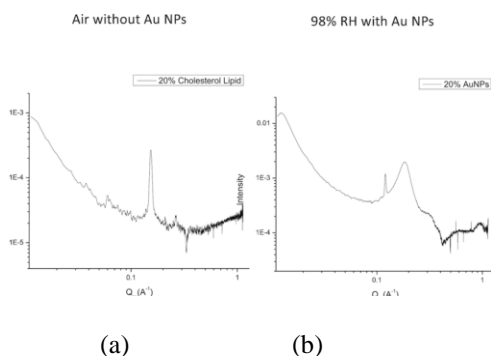 Air without Au NPs
98% RH with Au NPs
20% Cholesterol Lipid
20% AuNPs
1E-3
1E-4
1E-5
0.1
1
Q (A⁻¹)
Intensity
0.01
1E-3
1E-4
0.1
1
Q (A⁻¹)
(a)
(b)